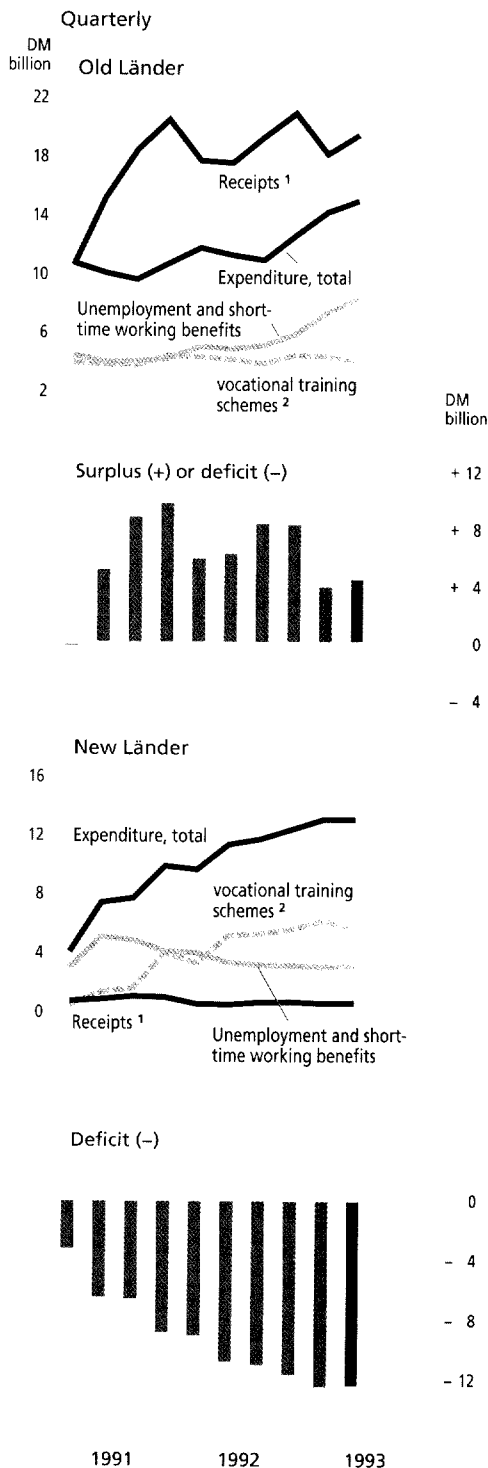 Quarterly
DM
billion
Old Länder
22
18
Receipts 1
14
10
Expenditure, total
Unemployment and short-
time working benefits
6
vocational training
schemes 2
2
DM
billion
Surplus (+) or deficit (–)
+ 12
+ 8
+ 4
0
– 4
New Länder
16
12
Expenditure, total
8
vocational training
schemes 2
4
0
Receipts 1
Unemployment and short-
time working benefits
Deficit (–)
0
– 4
– 8
– 12
1991 1992 1993